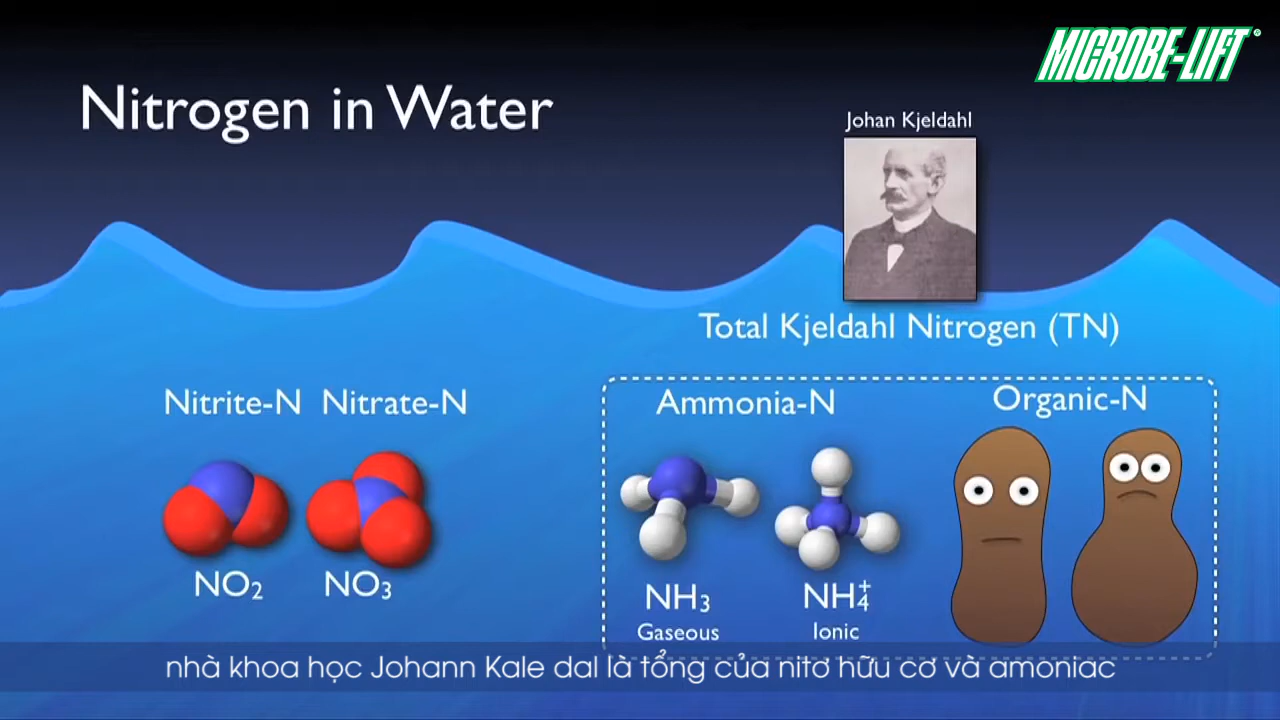 MICROBE-LIFT
Nitrogen in Water
Johan Kjeldahl
Total Kjeldahl Nitrogen (TN)
Nitrite-N Nitrate-N Ammonia-N Organic-N
NO₂ NO₃ NH₃ NH₄⁺
Gaseous Ionic
nhà khoa học Johann Kale dal là tổng của nitơ hữu cơ và amoniac